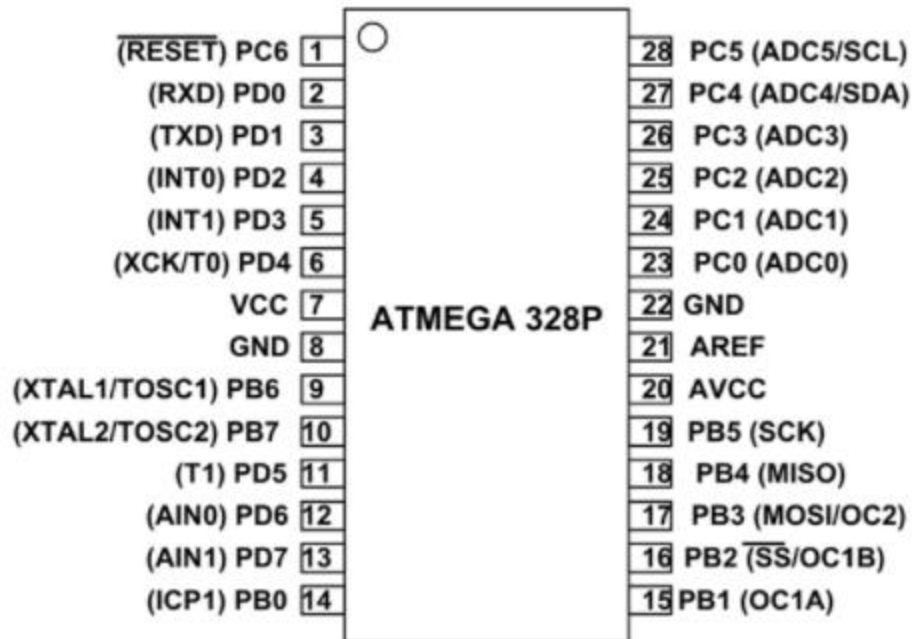 (RESET) PC6 1
(RXD) PD0 2
(TXD) PD1 3
(INT0) PD2 4
(INT1) PD3 5
(XCK/T0) PD4 6
VCC 7
GND 8
(XTAL1/TOSC1) PB6 9
(XTAL2/TOSC2) PB7 10
(T1) PD5 11
(AIN0) PD6 12
(AIN1) PD7 13
(ICP1) PB0 14
ATMEGA 328P
28 PC5 (ADC5/SCL)
27 PC4 (ADC4/SDA)
26 PC3 (ADC3)
25 PC2 (ADC2)
24 PC1 (ADC1)
23 PC0 (ADC0)
22 GND
21 AREF
20 AVCC
19 PB5 (SCK)
18 PB4 (MISO)
17 PB3 (MOSI/OC2)
16 PB2 (SS/OC1B)
15 PB1 (OC1A)